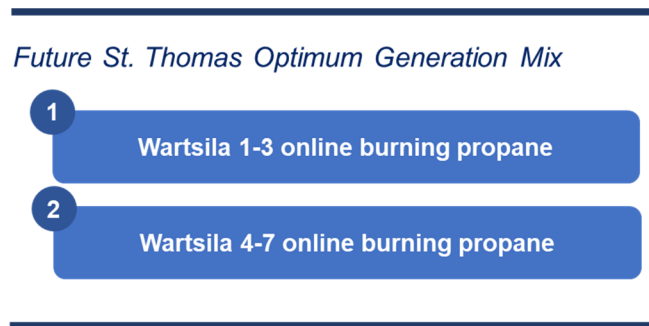 Future St. Thomas Optimum Generation Mix
1
Wartsila 1-3 online burning propane
2
Wartsila 4-7 online burning propane